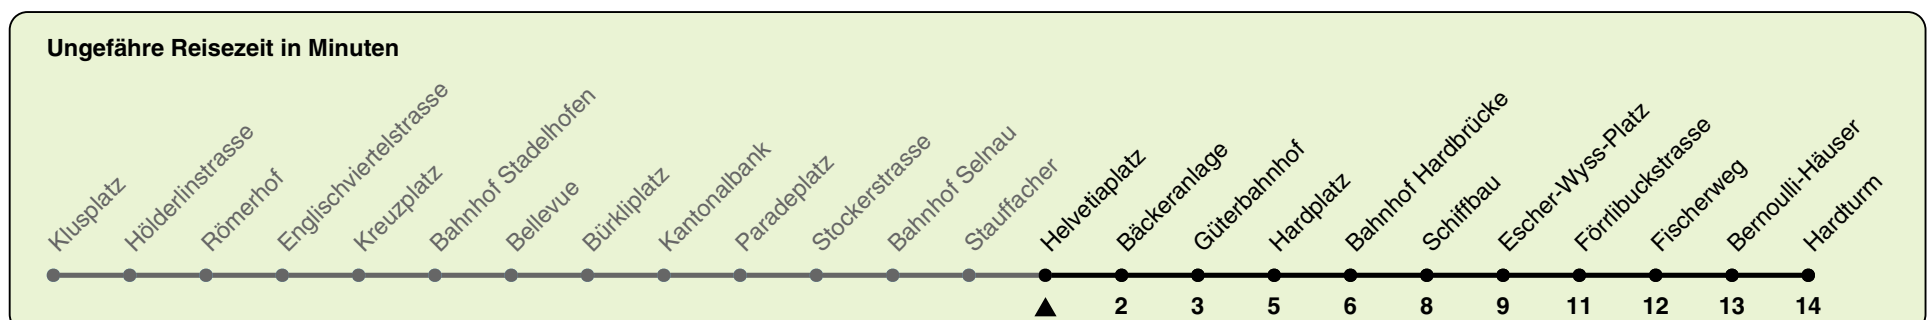 Ungefähre Reisezeit in Minuten
Klusplatz
Hölderlinstrasse
Römerhof
Englischviertelstrasse
Kreuzplatz
Bahnhof Stadelhofen
Bellevue
Bürkliplatz
Kantonalbank
Paradeplatz
Stockerstrasse
Bahnhof Selnau
Stauffacher
Helvetiaplatz
Bäckeranlage
Güterbahnhof
Hardplatz
Bahnhof Hardbrücke
Schiffbau
Escher-Wyss-Platz
Förrlibuckstrasse
Fischerweg
Bernoulli-Häuser
Hardturm
2 3 5 6 8 9 11 12 13 14